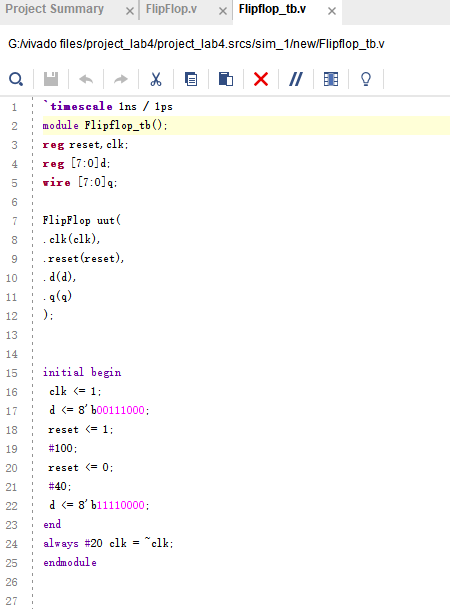 Project Summary × FlipFlop.v × Flipflop_tb.v ×
G:/vivado files/project_lab4/project_lab4.srcs/sim_1/new/Flipflop_tb.v
1 `timescale 1ns / 1ps
2 module Flipflop_tb();
3 reg reset,clk;
4 reg [7:0]d;
5 wire [7:0]q;
6
7 FlipFlop uut(
8 .clk(clk),
9 .reset(reset),
10 .d(d),
11 .q(q)
12 );
13
14
15 initial begin
16 clk <= 1;
17 d <= 8'b00111000;
18 reset <= 1;
19 #100;
20 reset <= 0;
21 #40;
22 d <= 8'b11110000;
23 end
24 always #20 clk = ~clk;
25 endmodule
26
27